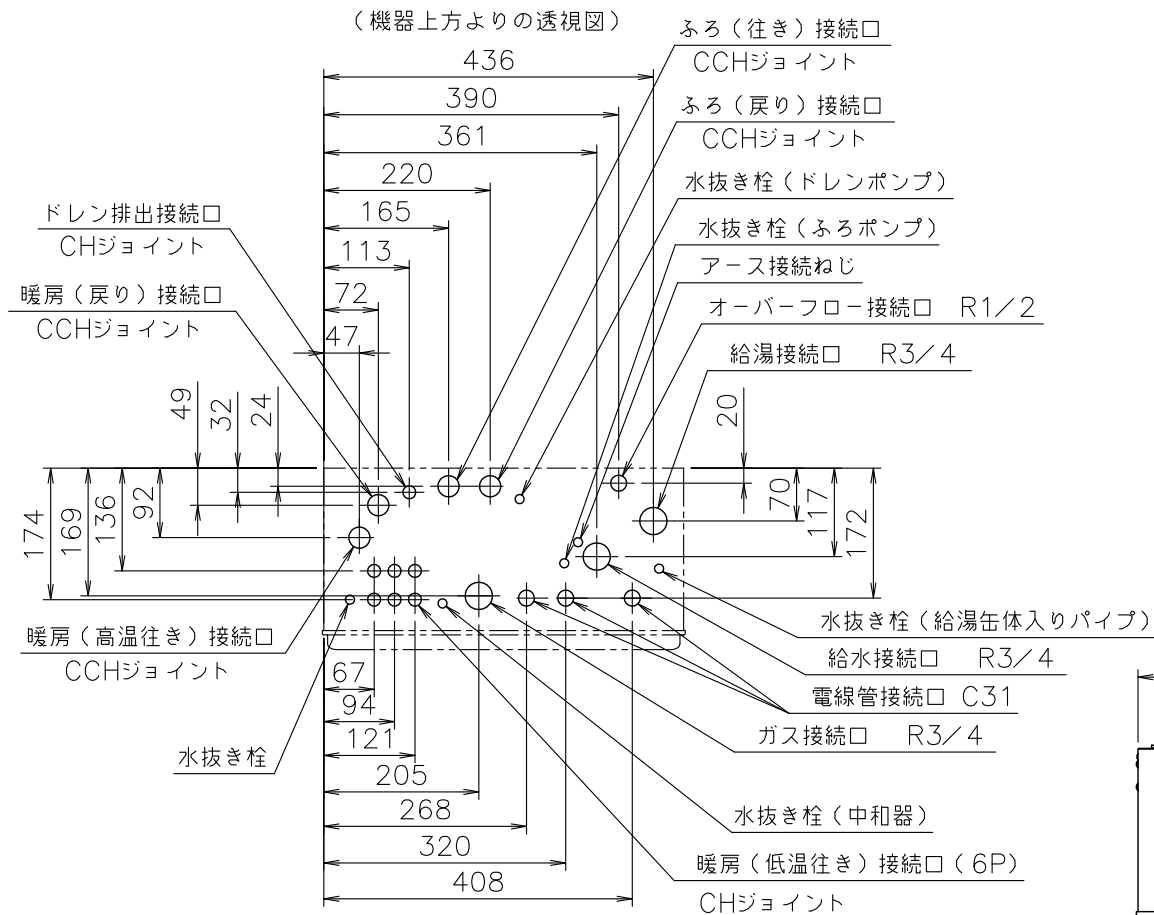 (機器上方よりの透視図)
ふろ(往き)接続口
CCHジョイント
436
390
ふろ(戻り)接続口
CCHジョイント
361
220
水抜き栓(ドレンポンプ)
165
ドレン排出接続口
CHジョイント
水抜き栓(ふろポンプ)
113
アース接続ねじ
72
暖房(戻り)接続口
CCHジョイント
オーバーフロー接続口 R1/2
47
給湯接続口 R3/4
49
32
24
20
174
169
136
92
70
117
172
水抜き栓(給湯缶体入りパイプ)
暖房(高温往き)接続口
CCHジョイント
給水接続口 R3/4
67
電線管接続口 C31
94
ガス接続口 R3/4
121
水抜き栓
205
268
水抜き栓(中和器)
320
暖房(低温往き)接続口(6P)
CHジョイント
408